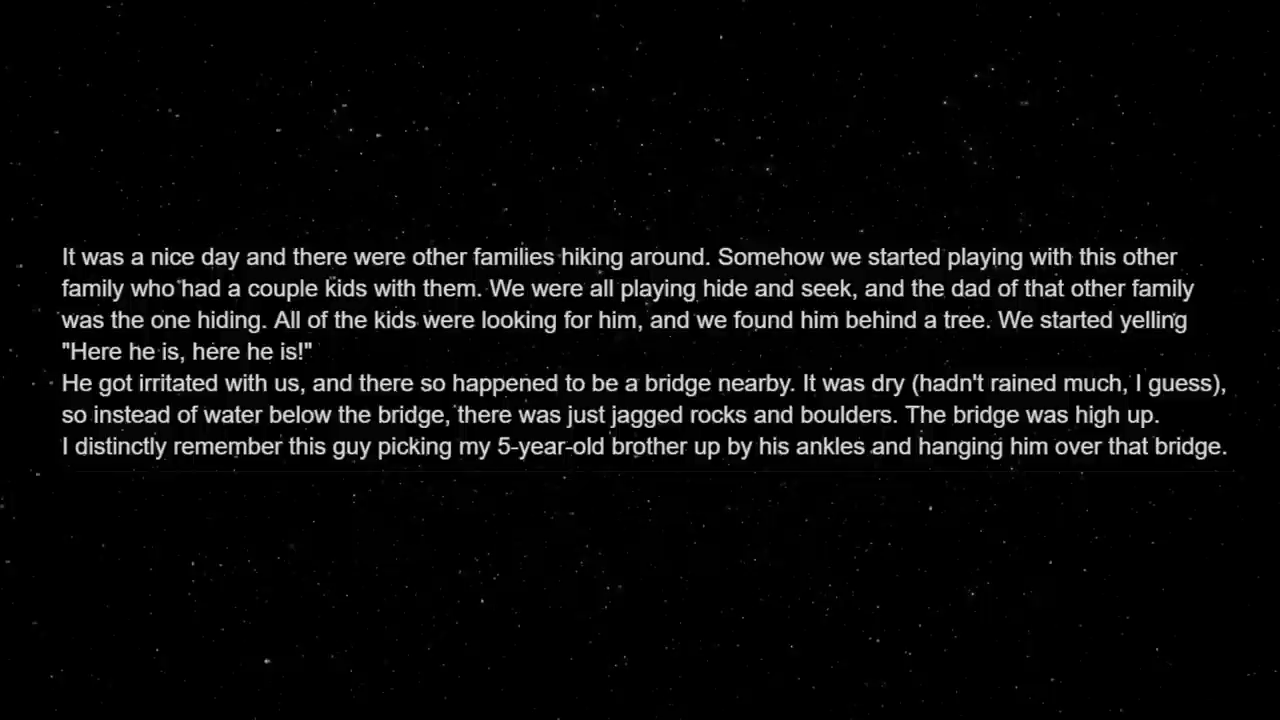 It was a nice day and there were other families hiking around. Somehow we started playing with this other
family who had a couple kids with them. We were all playing hide and seek, and the dad of that other family
was the one hiding. All of the kids were looking for him, and we found him behind a tree. We started yelling
"Here he is, here he is!"
He got irritated with us, and there so happened to be a bridge nearby. It was dry (hadn't rained much, I guess),
so instead of water below the bridge, there was just jagged rocks and boulders. The bridge was high up.
I distinctly remember this guy picking my 5-year-old brother up by his ankles and hanging him over that bridge.